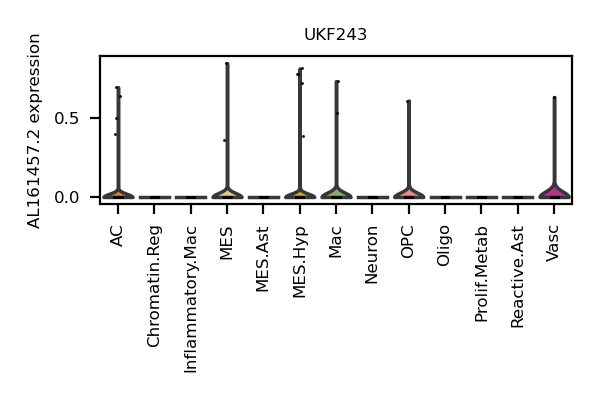 UKF243
AL161457.2 expression
0.5
0.0
AC
Chromatin.Reg
Inflammatory.Mac
MES
MES.Ast
MES.Hyp
Mac
Neuron
OPC
Oligo
Prolif.Metab
Reactive.Ast
Vasc